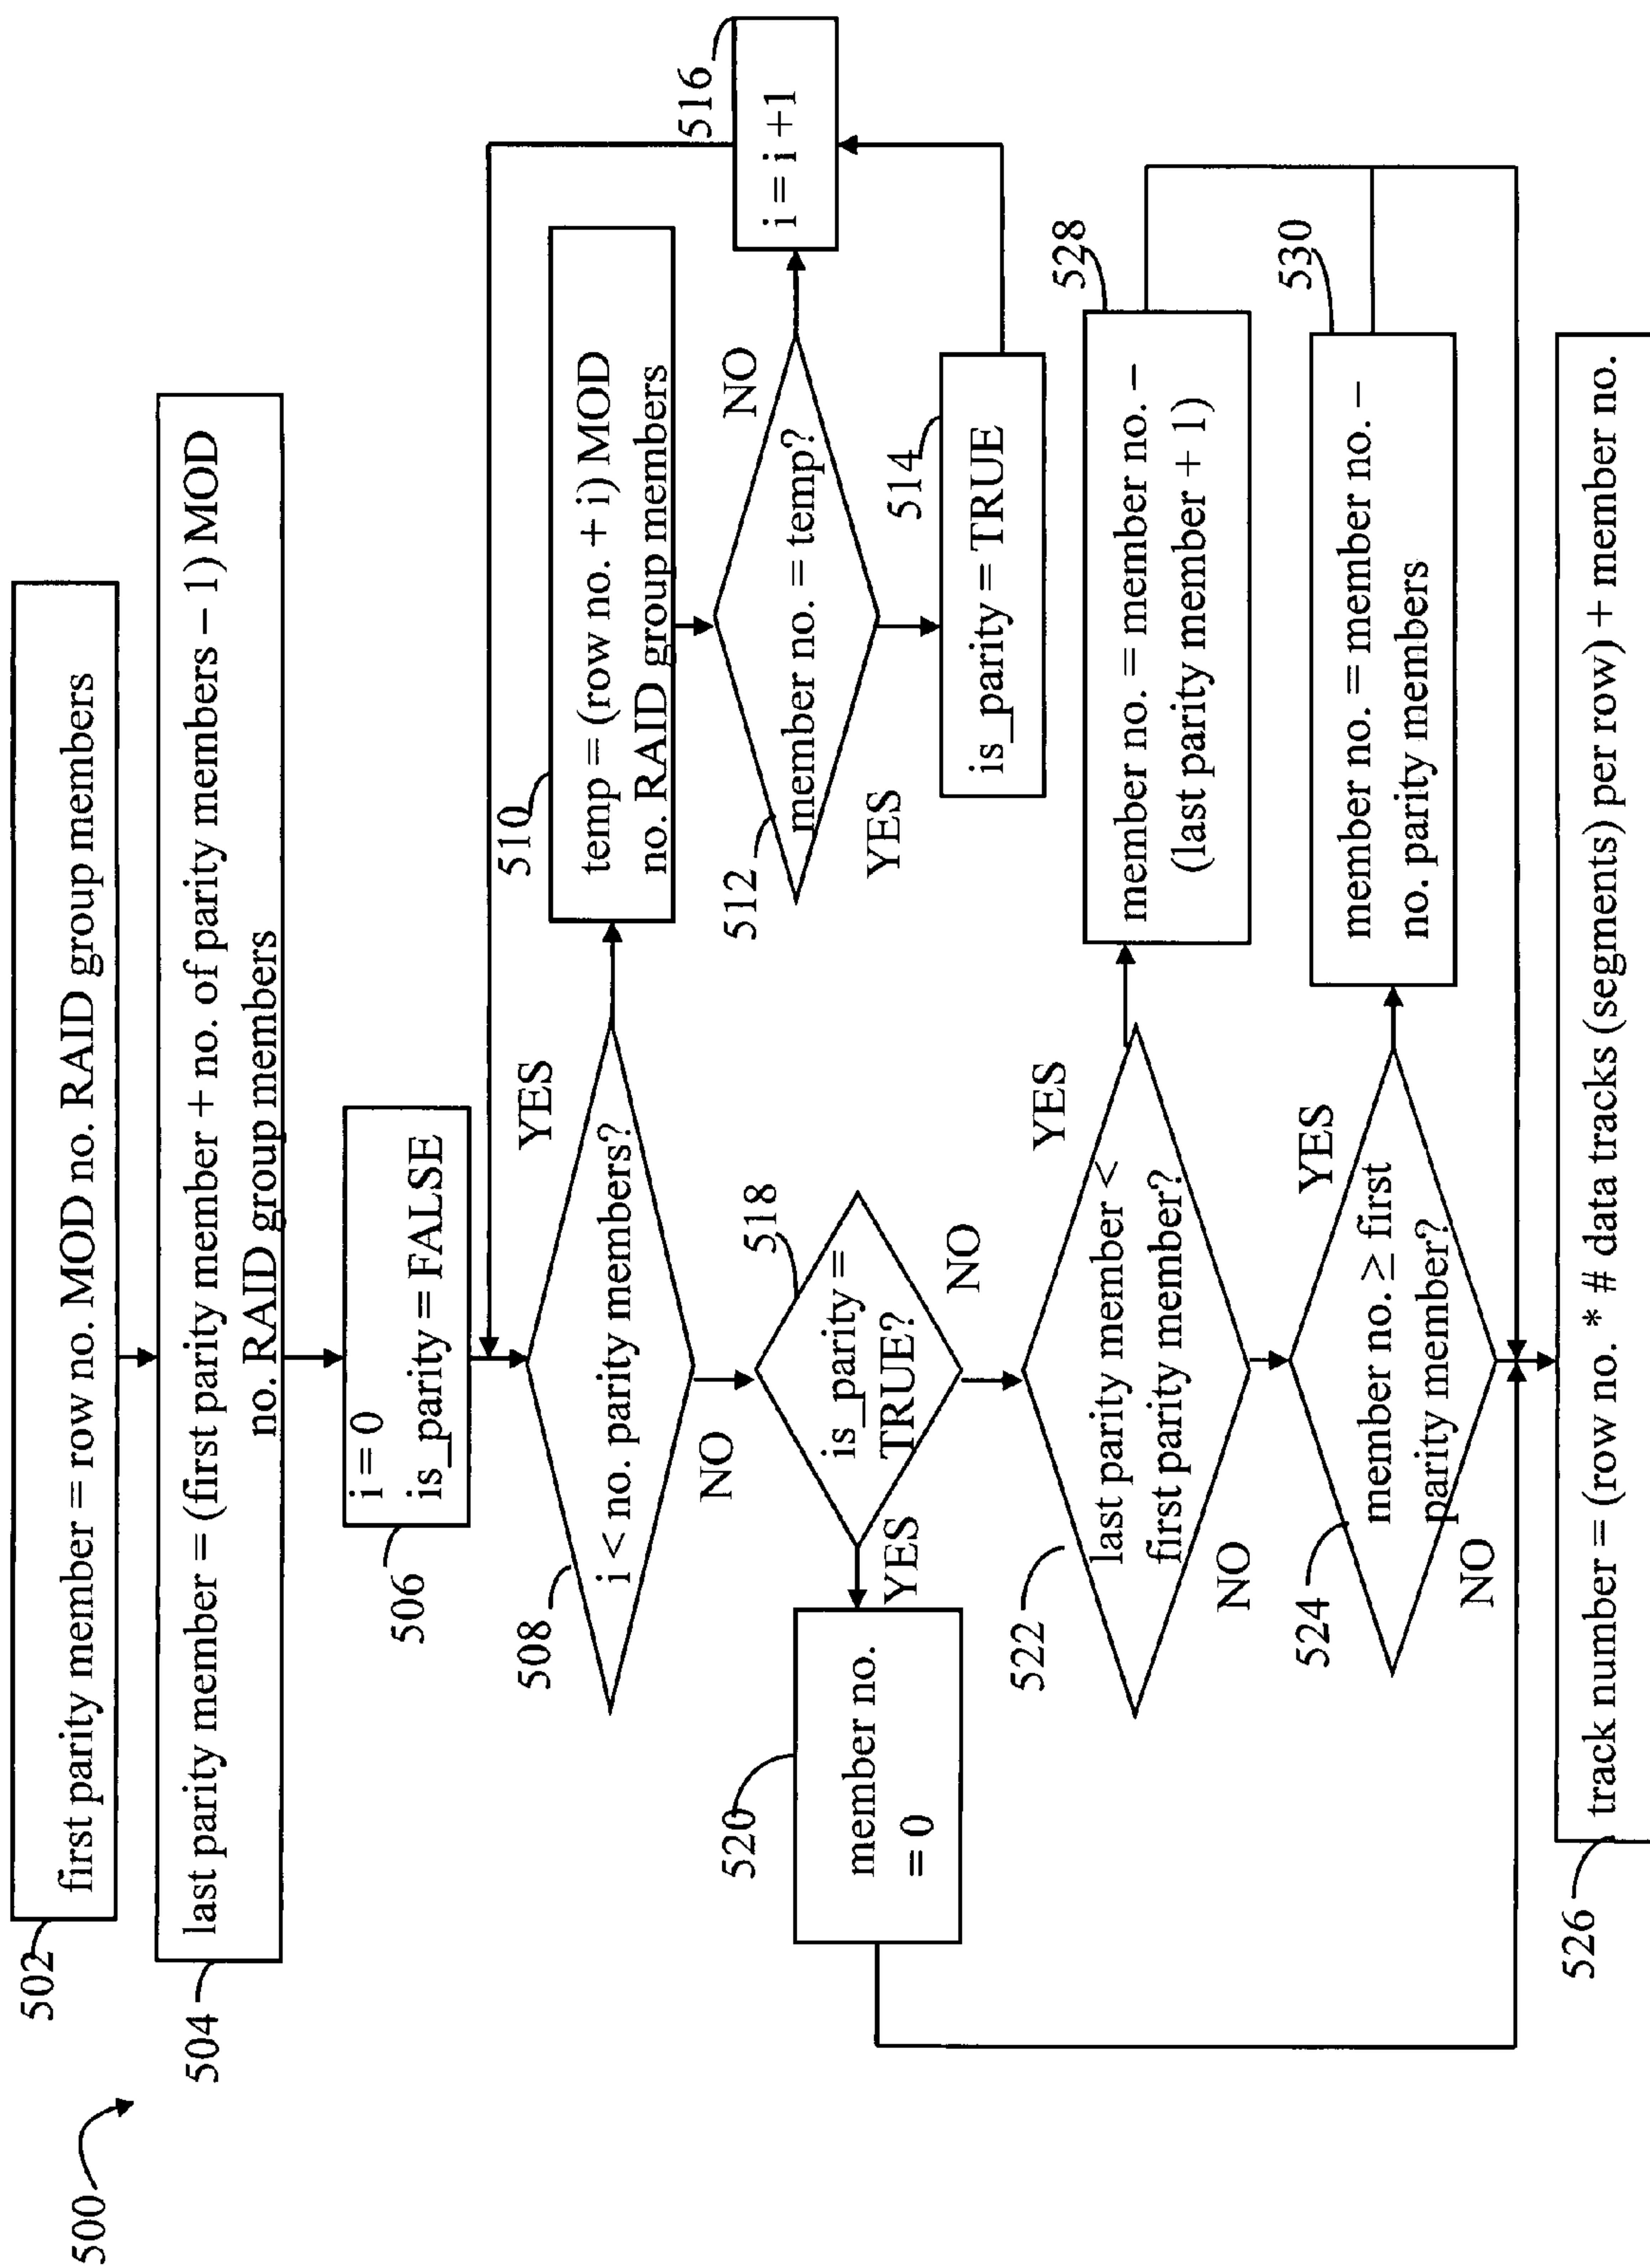 500
502
first parity member = row no. MOD no. RAID group members
504
last parity member = (first parity member + no. of parity members – 1) MOD
no. RAID group members
506
i = 0
is_parity = FALSE
508
i < no. parity members?
YES
NO
510
temp = (row no. + i) MOD
no. RAID group members
512
member no. = temp?
NO
YES
514
is_parity = TRUE
516
i = i +1
518
is_parity =
TRUE?
YES
NO
520
member no.
= 0
522
last parity member <
first parity member?
YES
NO
528
member no. = member no. –
(last parity member + 1)
524
member no. ≥ first
parity member?
YES
NO
530
member no. = member no. –
no. parity members
526
track number = (row no. * # data tracks (segments) per row) + member no.